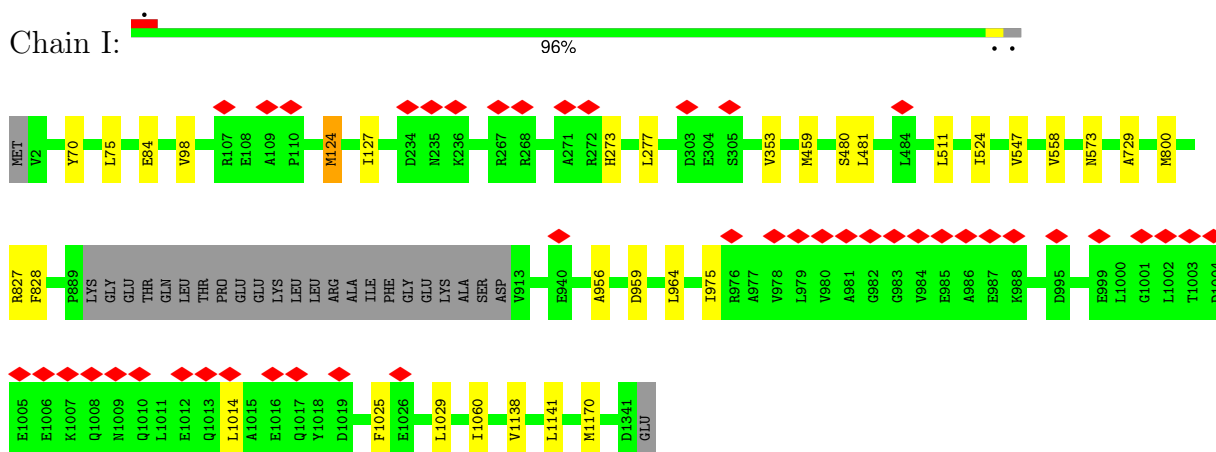 Chain I:
96%
MET V2 Y70 L75 E84 V98 R107 E108 A109 P110 M124 I127 D234 N235 K236 R267 R268 A271 R272 H273 L277 D303 E304 S305 V353 M459 S480 L481 L484 L511 I524 V547 V558 N573 A729 M800
R827 F828 P889 LYS GLY GLU THR GLN LEU THR PRO GLU GLU LYS LEU LEU ARG ALA ILE PHE GLY GLU LYS ALA SER ASP V913 E940 A956 D959 L964 I975 R976 A977 V978 L979 V980 A981 G982 G983 V984 E985 A986 E987 K988 D995 E999 L1000 G1001 L1002 T1003 D1004
E1005 E1006 K1007 Q1008 N1009 Q1010 L1011 E1012 Q1013 L1014 A1015 E1016 Q1017 Y1018 D1019 F1025 E1026 L1029 I1060 V1138 L1141 M1170 D1341 GLU